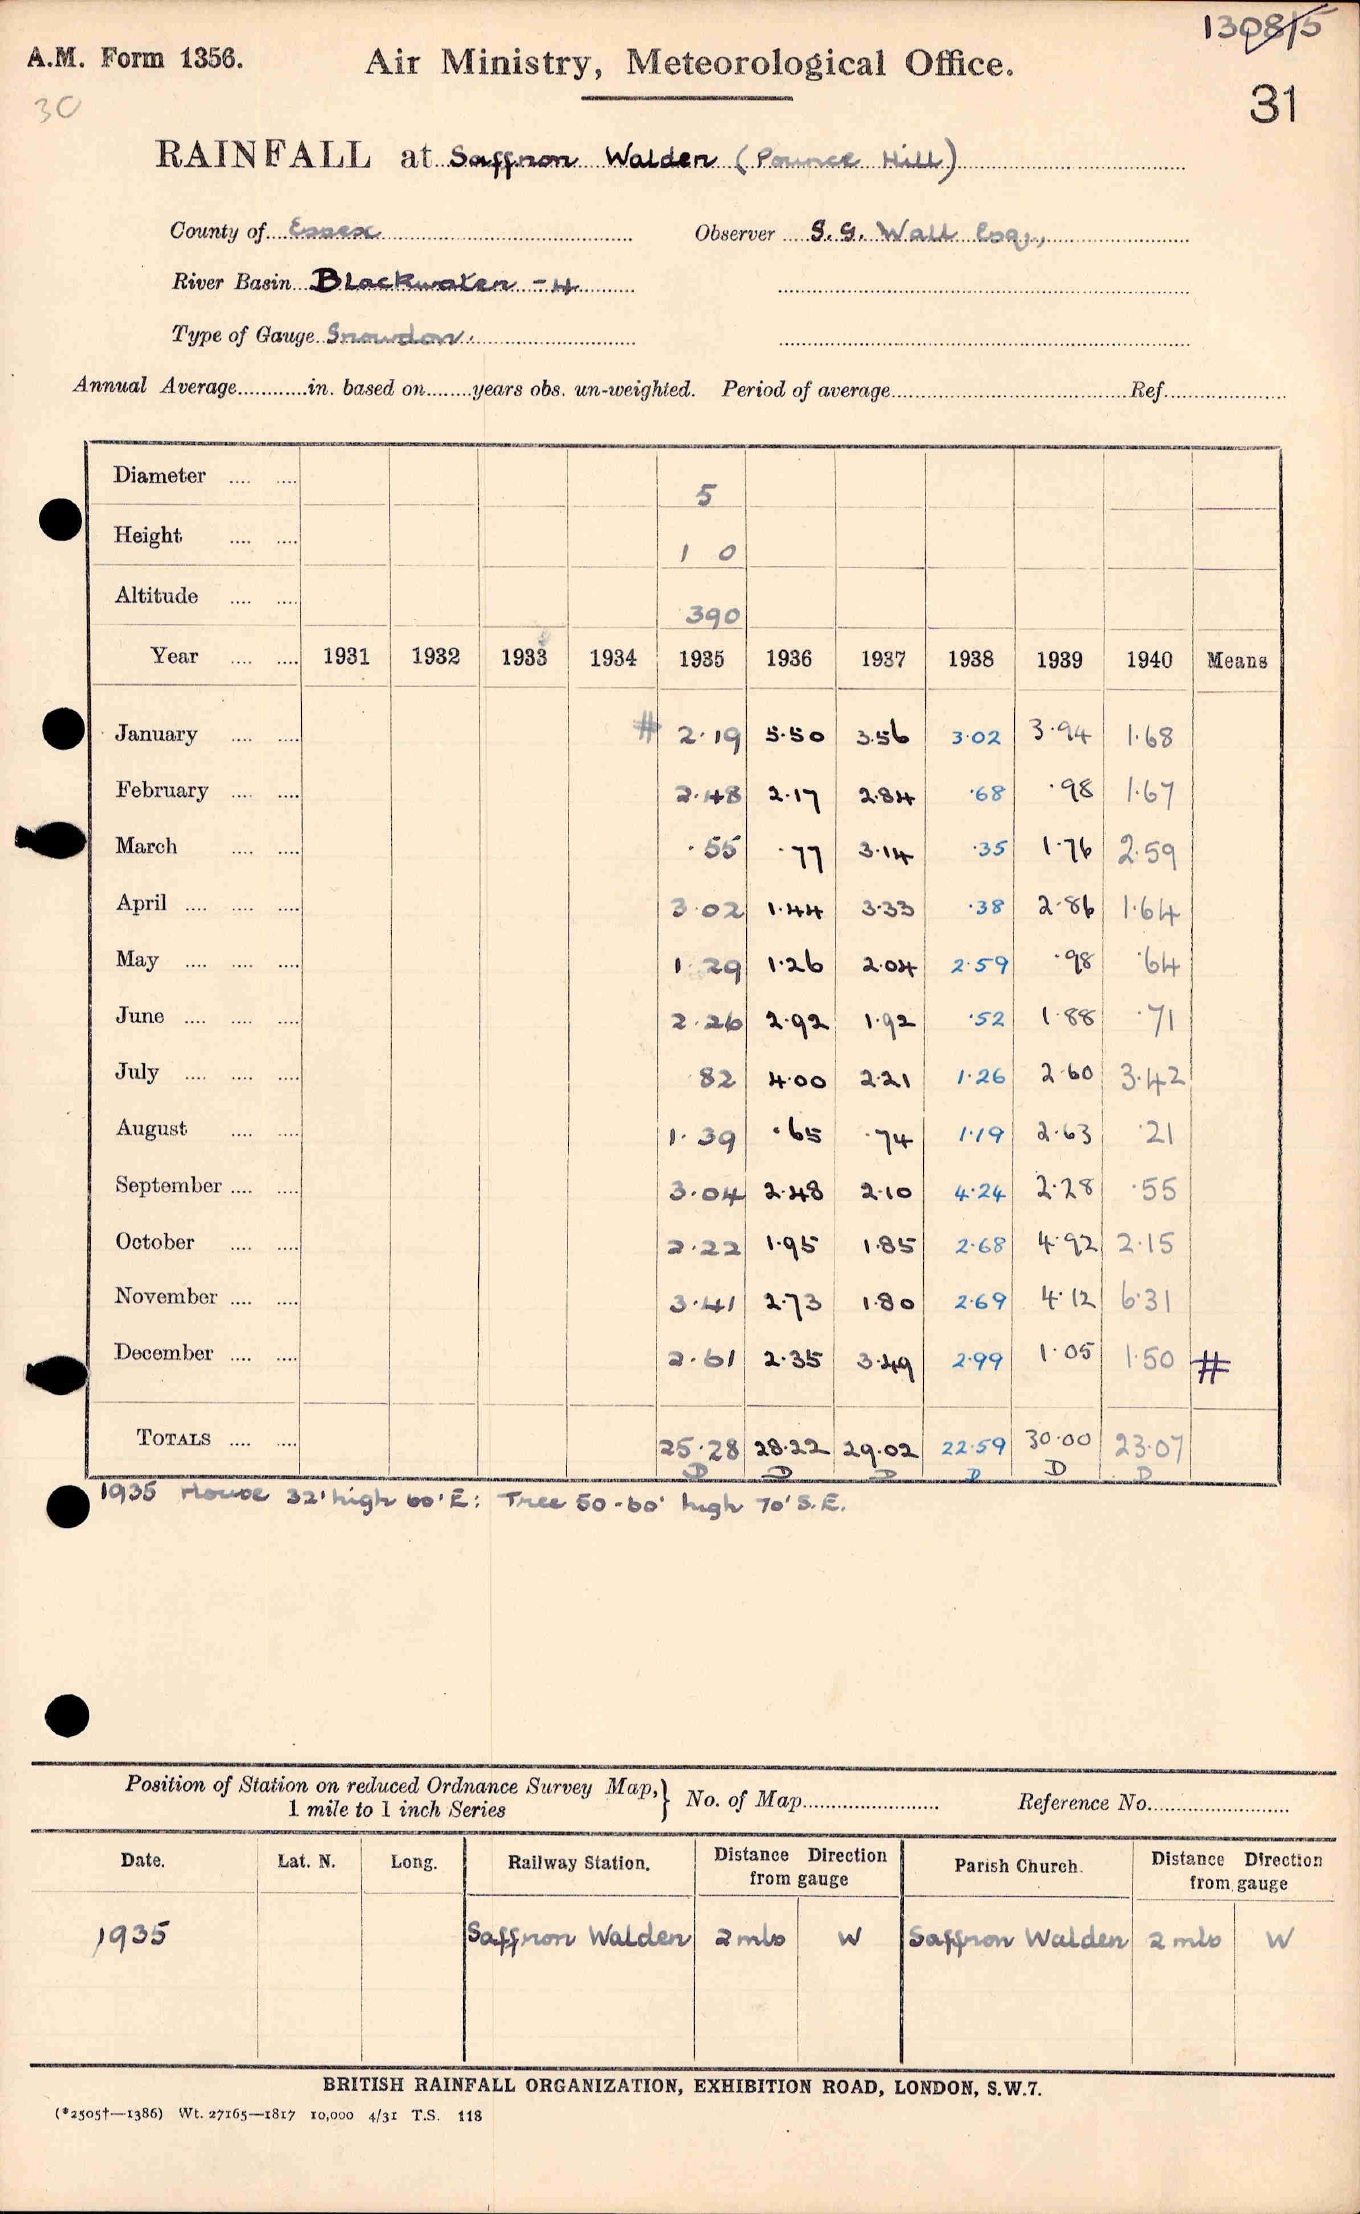 1308/5
A.M. Form 1356. Air Ministry, Meteorological Office.
30 31
RAINFALL at Saffron Walden (Pounce Hill)
County of Essex Observer S. G. Wall Esq.,
River Basin Blackwater - 4
Type of Gauge Snowdon.
Annual Average............in. based on........years obs. un-weighted. Period of average.......................................Ref.....................
Diameter .... .... 5
Height .... .... 1 0
Altitude .... .... 390
Year .... .... 1931 1932 1933 1934 1935 1936 1937 1938 1939 1940 Means
January .... .... # 2.19 5.50 3.56 3.02 3.94 1.68
February .... .... 2.48 2.17 2.84 .68 .98 1.67
March .... .... .55 .77 3.14 .35 1.76 2.59
April .... .... .... 3.02 1.44 3.33 .38 2.86 1.64
May .... .... .... 1.29 1.26 2.04 2.59 .98 .64
June .... .... .... 2.26 2.92 1.92 .52 1.88 .71
July .... .... .... 82 4.00 2.21 1.26 2.60 3.42
August .... .... 1.39 .65 .74 1.19 2.63 .21
September .... .... 3.04 2.48 2.10 4.24 2.28 .55
October .... .... 2.22 1.95 1.85 2.68 4.92 2.15
November .... .... 3.41 2.73 1.80 2.69 4.12 6.31
December .... .... 2.61 2.35 3.49 2.99 1.05 1.50 #
TOTALS .... .... 25.28 28.22 29.02 22.59 30.00 23.07
D D D D D D
1935 House 32' high 60' E: Tree 50-60' high 70' S.E.
Position of Station on reduced Ordnance Survey Map,} No. of Map........................ Reference No.........................
1 mile to 1 inch Series
Date. Lat. N. Long. Railway Station. Distance from gauge Direction Parish Church. Distance from gauge Direction
1935 Saffron Walden 2 mls W Saffron Walden 2 mls W
BRITISH RAINFALL ORGANIZATION, EXHIBITION ROAD, LONDON, S.W.7.
(*2505†—1386) Wt. 27165—1817 10,000 4/31 T.S. 118